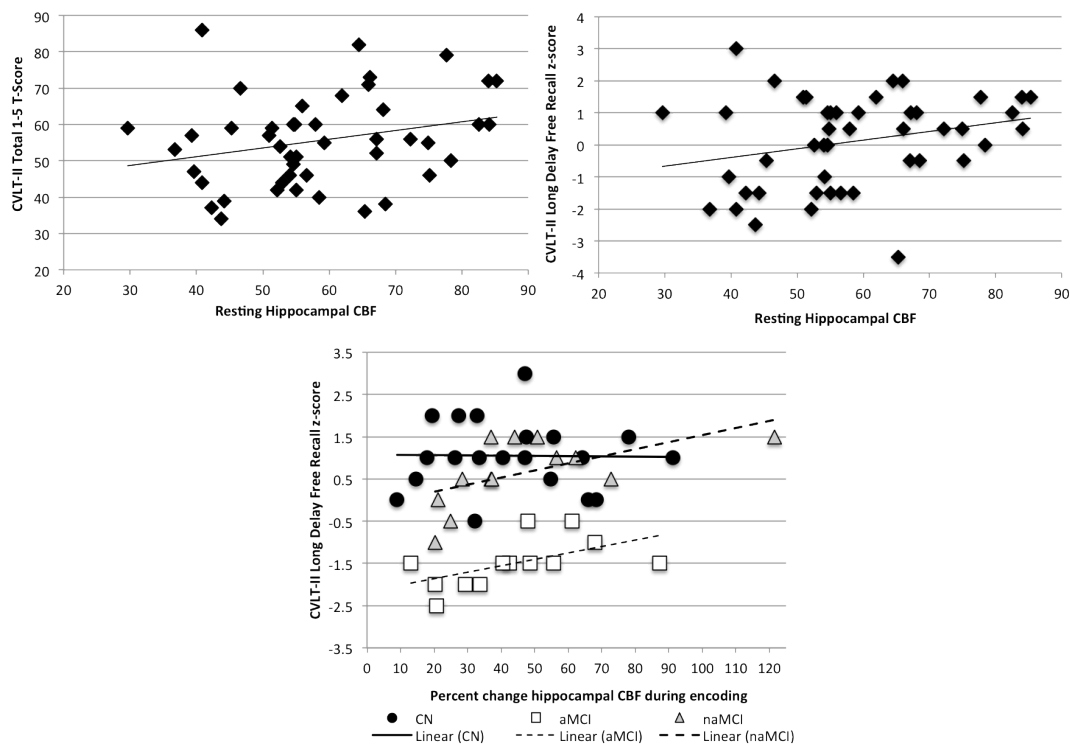 90
80
70
60
50
40
30
20
CVLT-II Total 1-5 T-Score
20 30 40 50 60 70 80 90
Resting Hippocampal CBF
4
3
2
1
0
-1
-2
-3
-4
CVLT-II Long Delay Free Recall z-score
20 30 40 50 60 70 80 90
Resting Hippocampal CBF
3.5
2.5
1.5
0.5
-0.5
-1.5
-2.5
-3.5
CVLT-II Long Delay Free Recall z-score
0 10 20 30 40 50 60 70 80 90 100 110 120
Percent change hippocampal CBF during encoding
CN aMCI naMCI
Linear (CN) Linear (aMCI) Linear (naMCI)